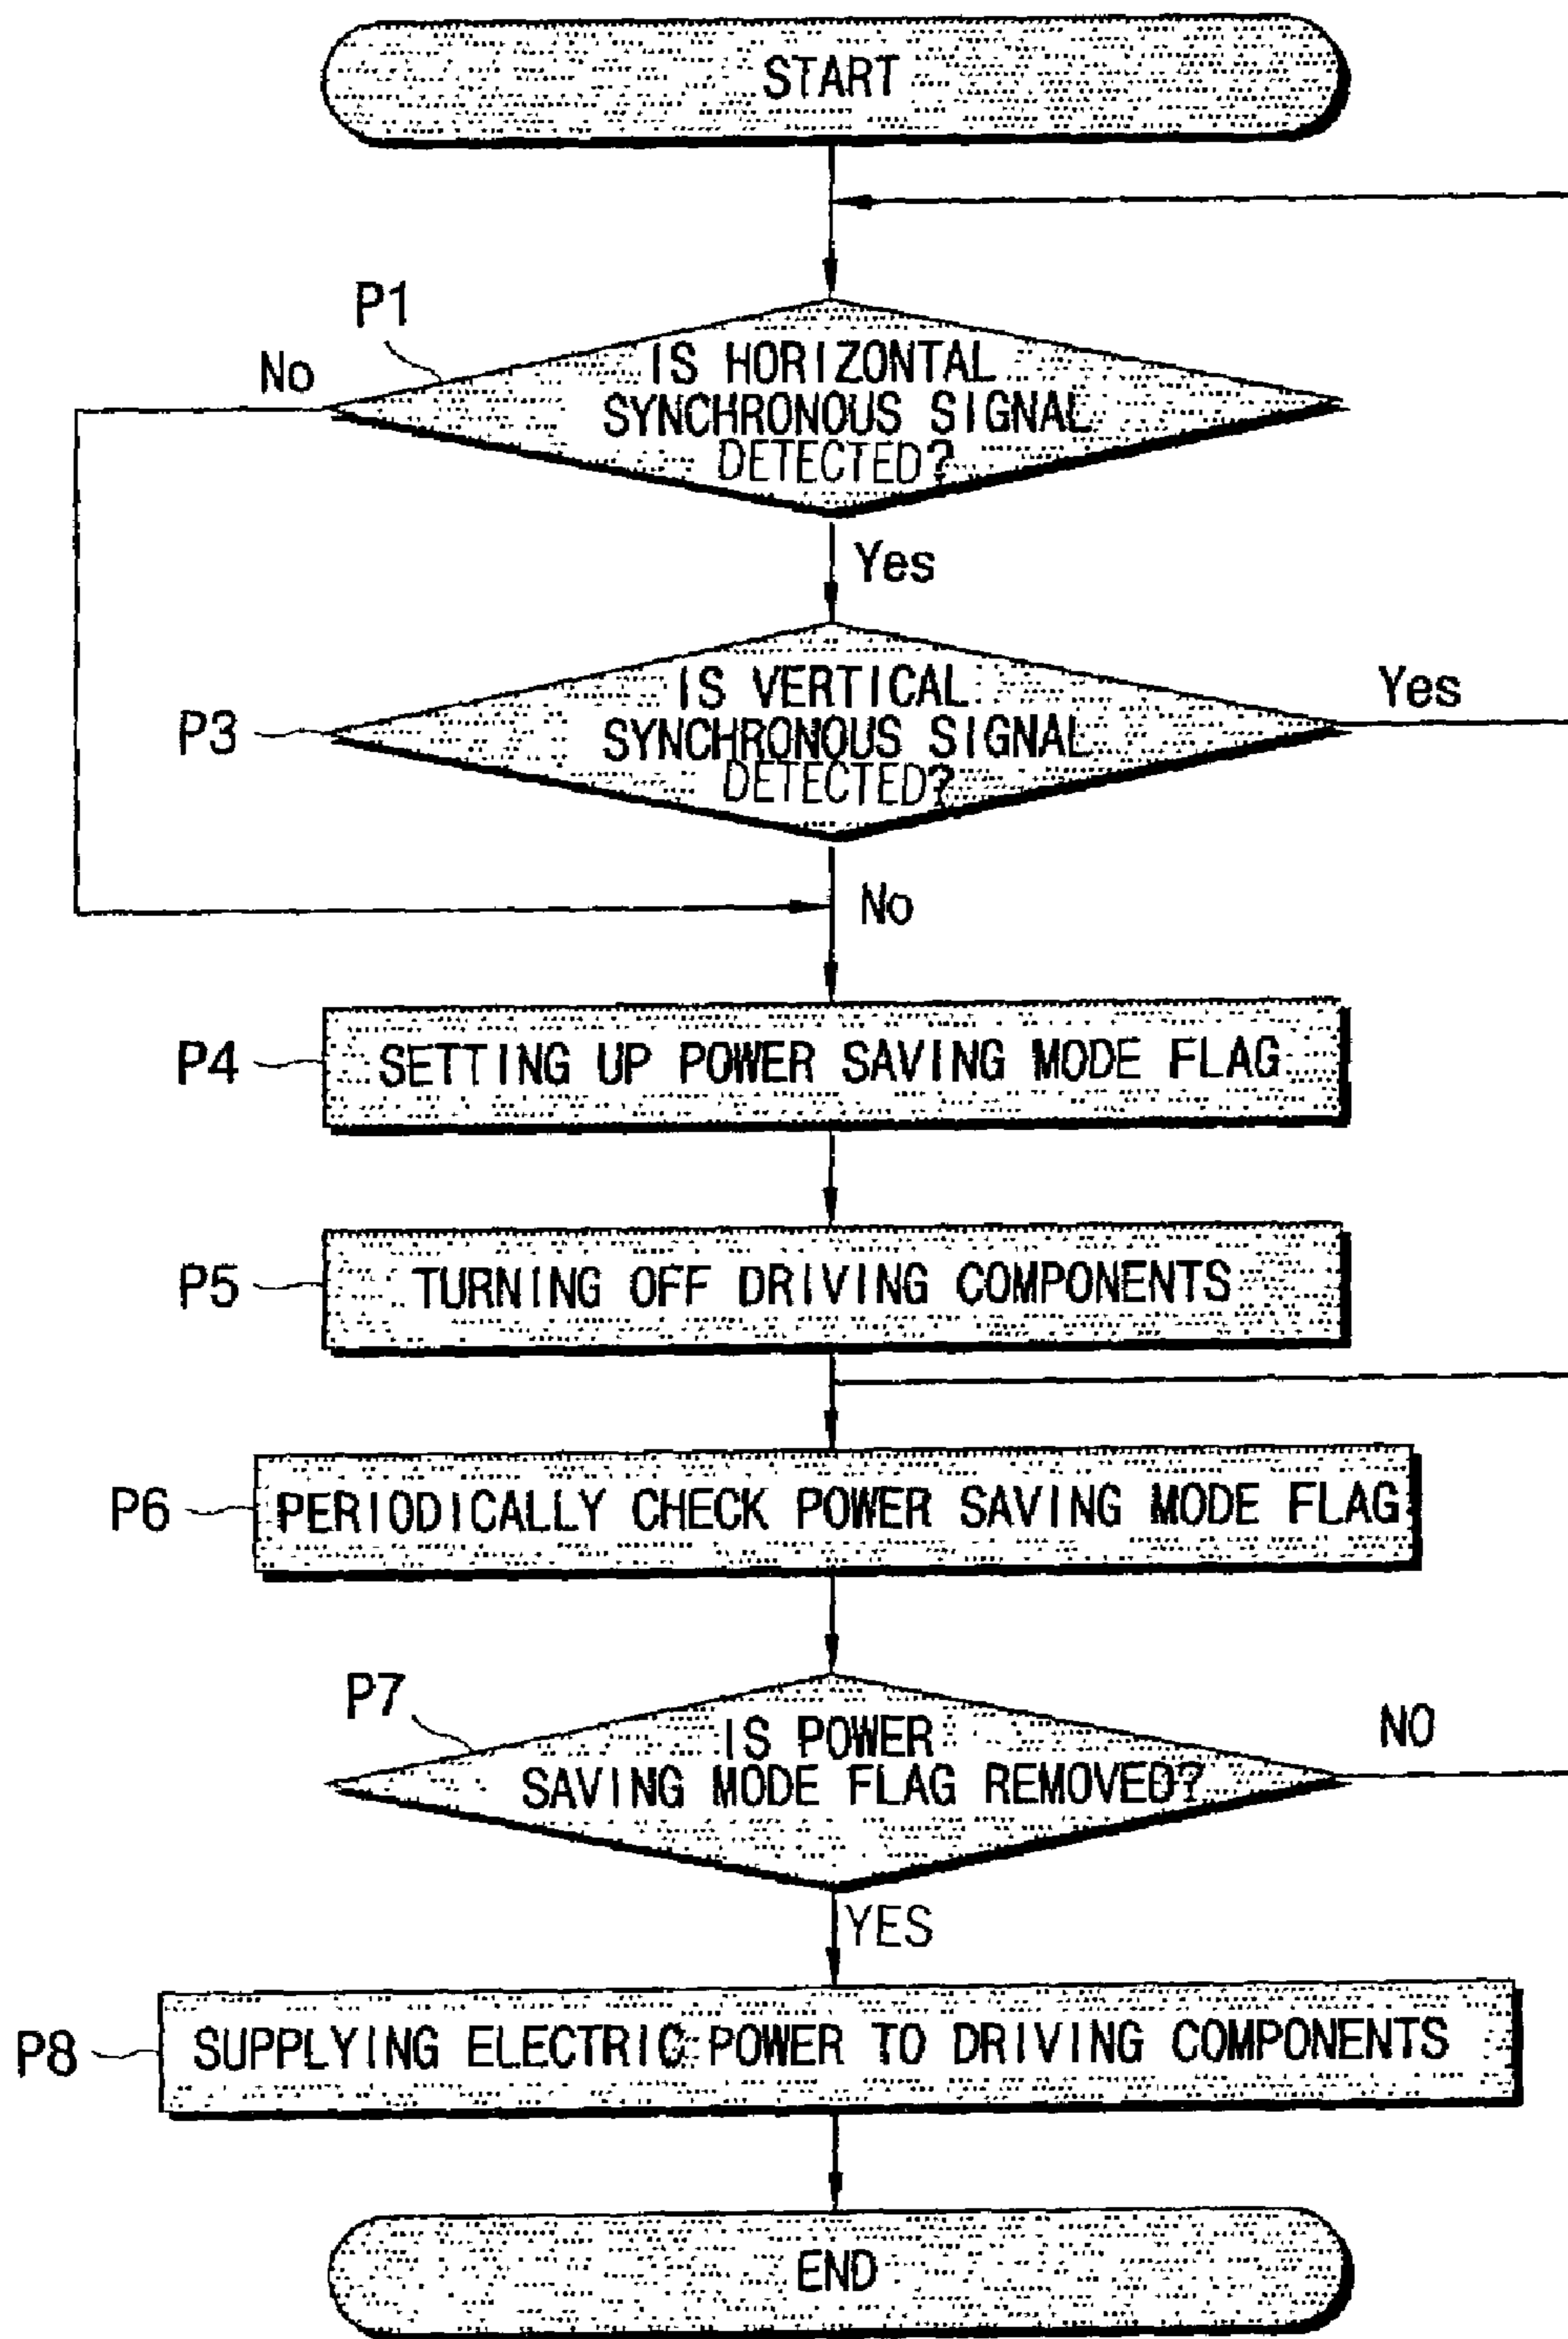 START
P1
No
IS HORIZONTAL
SYNCHRONOUS SIGNAL
DETECTED?
Yes
P3
IS VERTICAL
SYNCHRONOUS SIGNAL
DETECTED?
Yes
No
P4
SETTING UP POWER SAVING MODE FLAG
P5
TURNING OFF DRIVING COMPONENTS
P6
PERIODICALLY CHECK POWER SAVING MODE FLAG
P7
IS POWER
SAVING MODE FLAG REMOVED?
NO
YES
P8
SUPPLYING ELECTRIC POWER TO DRIVING COMPONENTS
END